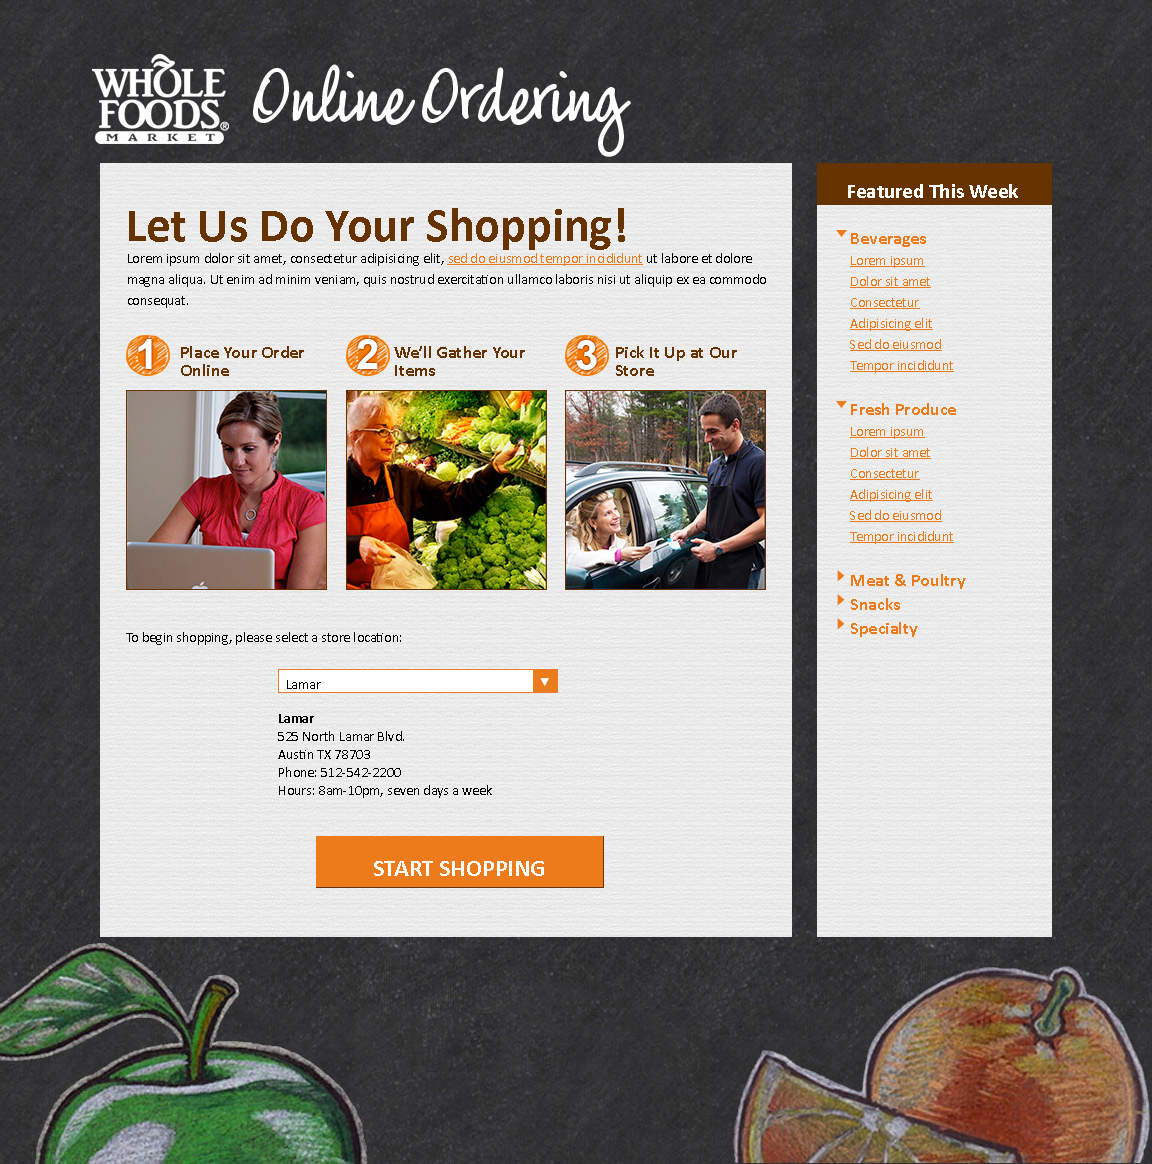 WHOLE
FOODS®
MARKET
Online Ordering
Let Us Do Your Shopping!
Lorem ipsum dolor sit amet, consectetur adipisicing elit, sed do eiusmod tempor incididunt ut labore et dolore
magna aliqua. Ut enim ad minim veniam, quis nostrud exercitation ullamco laboris nisi ut aliquip ex ea commodo
consequat.
1 Place Your Order
Online
2 We'll Gather Your
Items
3 Pick It Up at Our
Store
To begin shopping, please select a store location:
Lamar
Lamar
525 North Lamar Blvd.
Austin TX 78703
Phone: 512-542-2200
Hours: 8am-10pm, seven days a week
START SHOPPING
Featured This Week
Beverages
Lorem ipsum
Dolor sit amet
Consectetur
Adipisicing elit
Sed do eiusmod
Tempor incididunt
Fresh Produce
Lorem ipsum
Dolor sit amet
Consectetur
Adipisicing elit
Sed do eiusmod
Tempor incididunt
Meat & Poultry
Snacks
Specialty